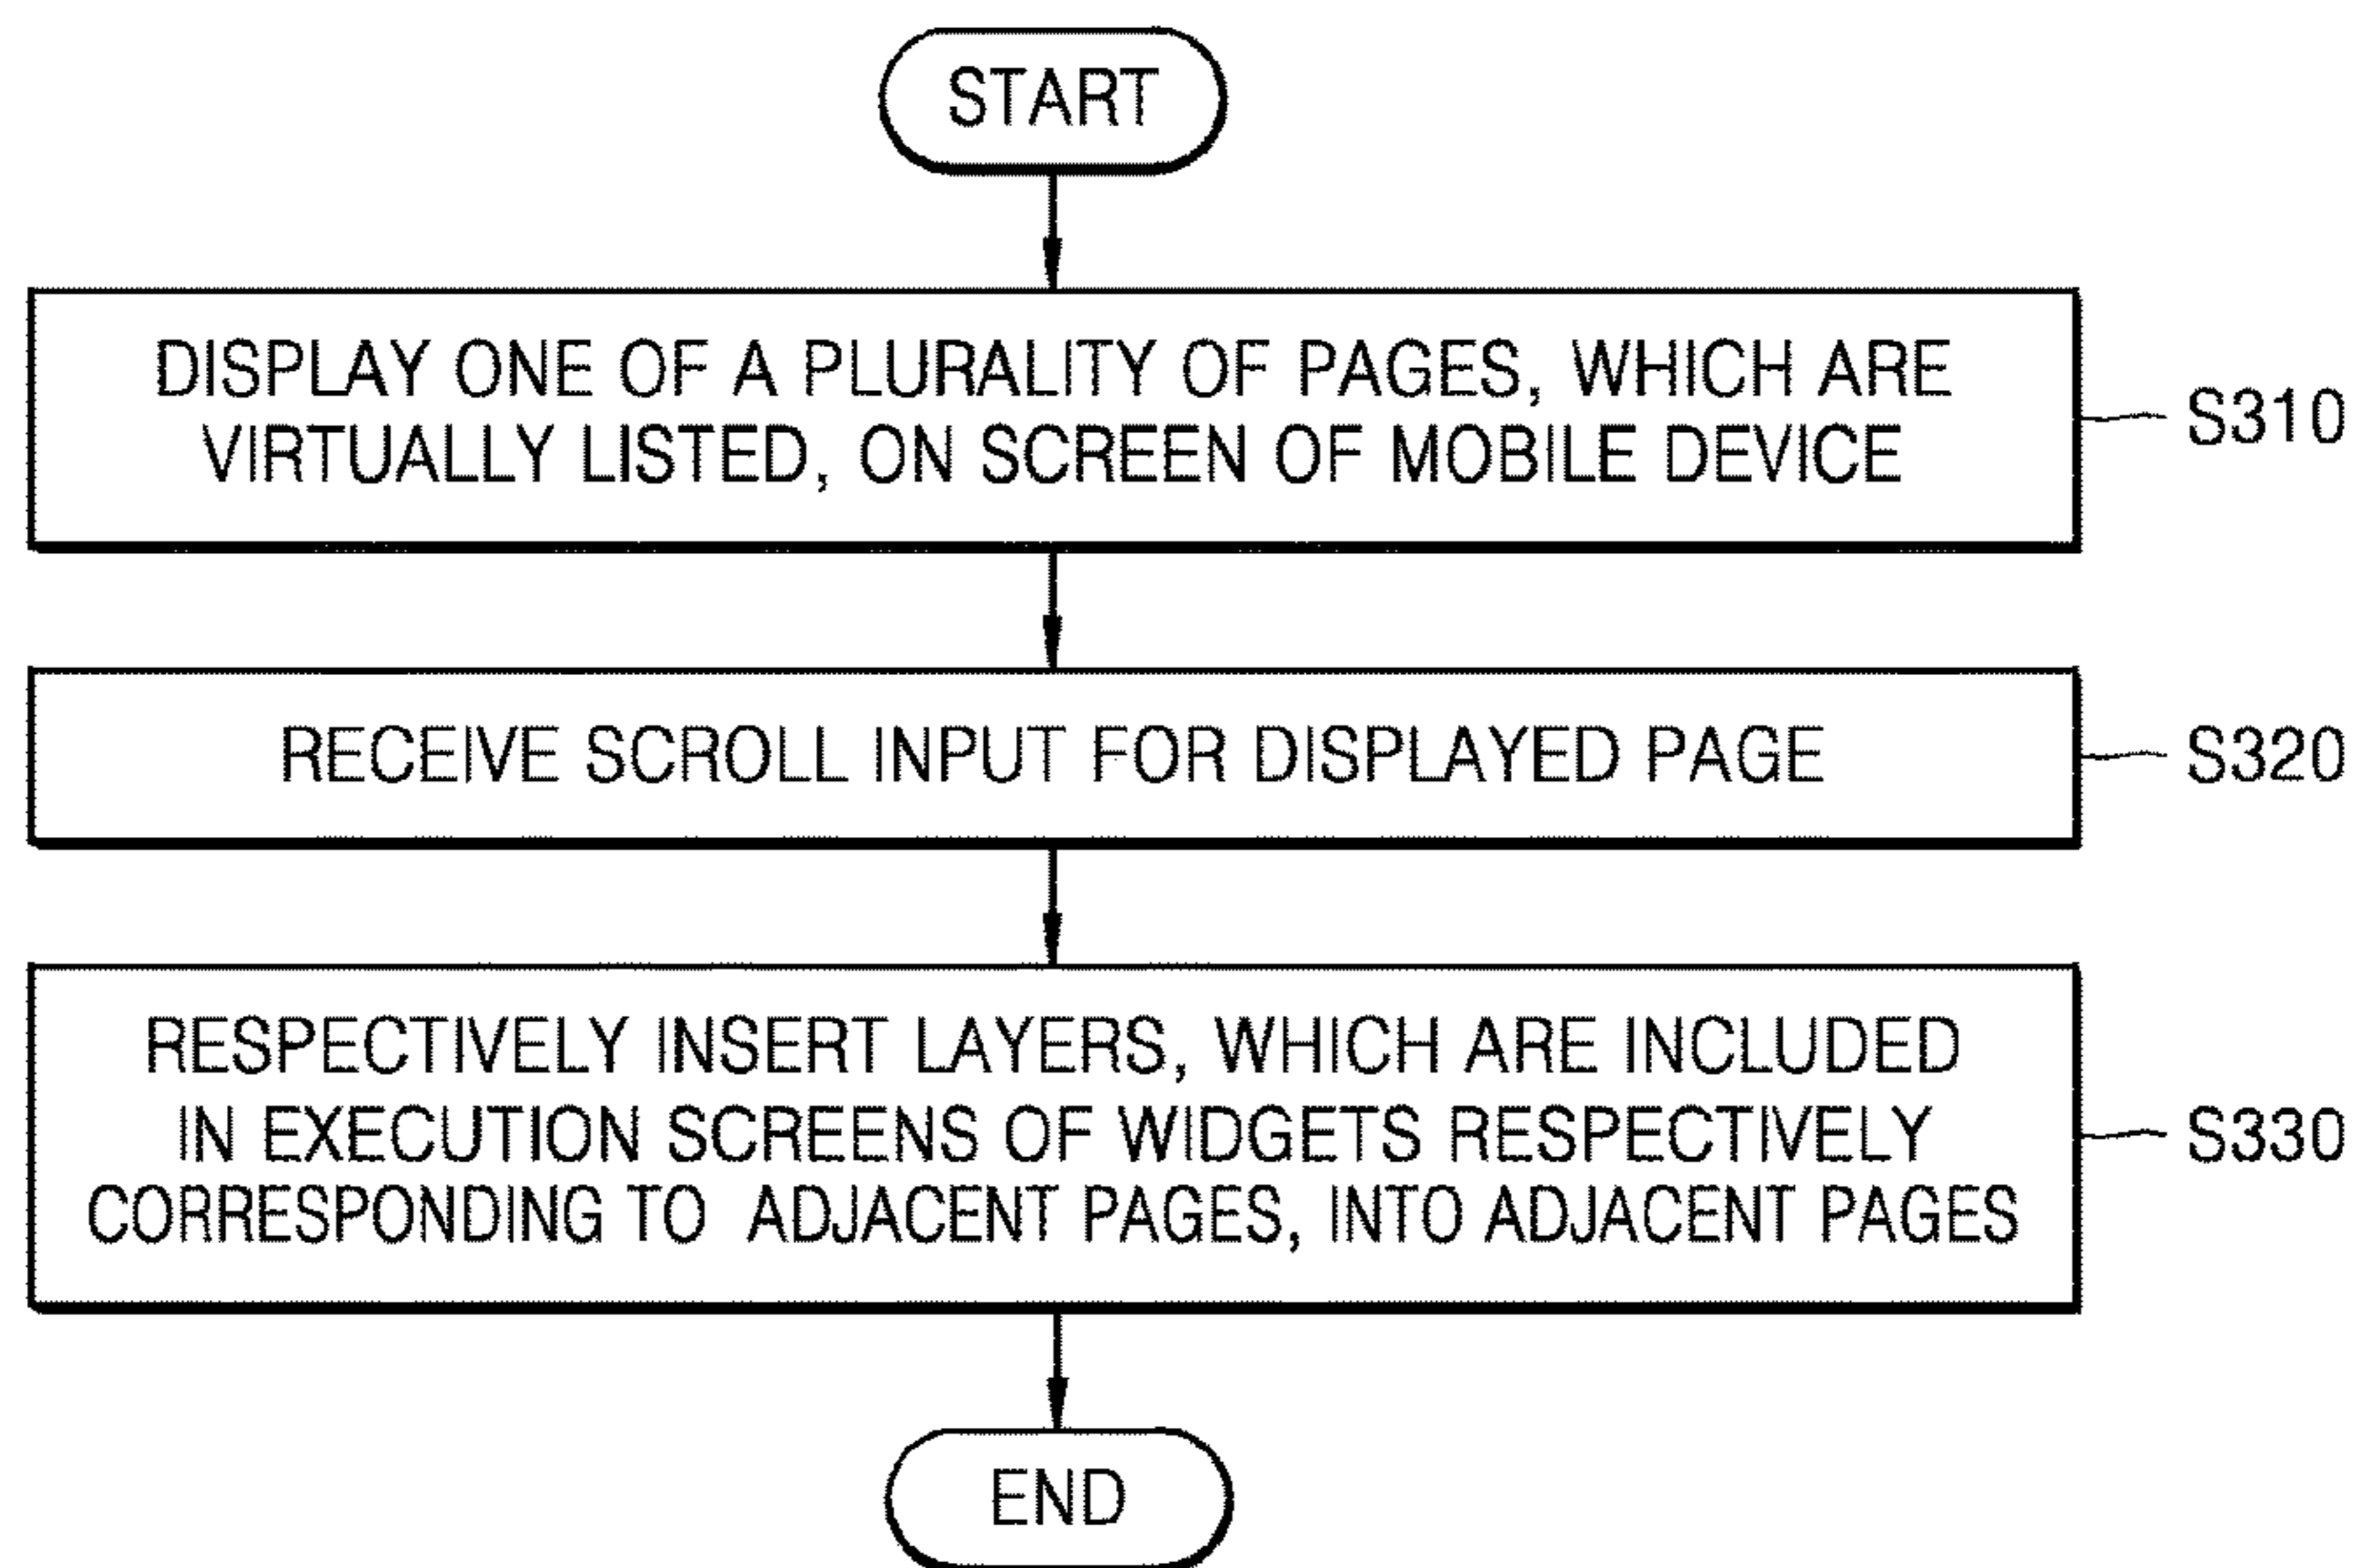 START
DISPLAY ONE OF A PLURALITY OF PAGES, WHICH ARE
VIRTUALLY LISTED, ON SCREEN OF MOBILE DEVICE
S310
RECEIVE SCROLL INPUT FOR DISPLAYED PAGE
S320
RESPECTIVELY INSERT LAYERS, WHICH ARE INCLUDED
IN EXECUTION SCREENS OF WIDGETS RESPECTIVELY
CORRESPONDING TO ADJACENT PAGES, INTO ADJACENT PAGES
S330
END